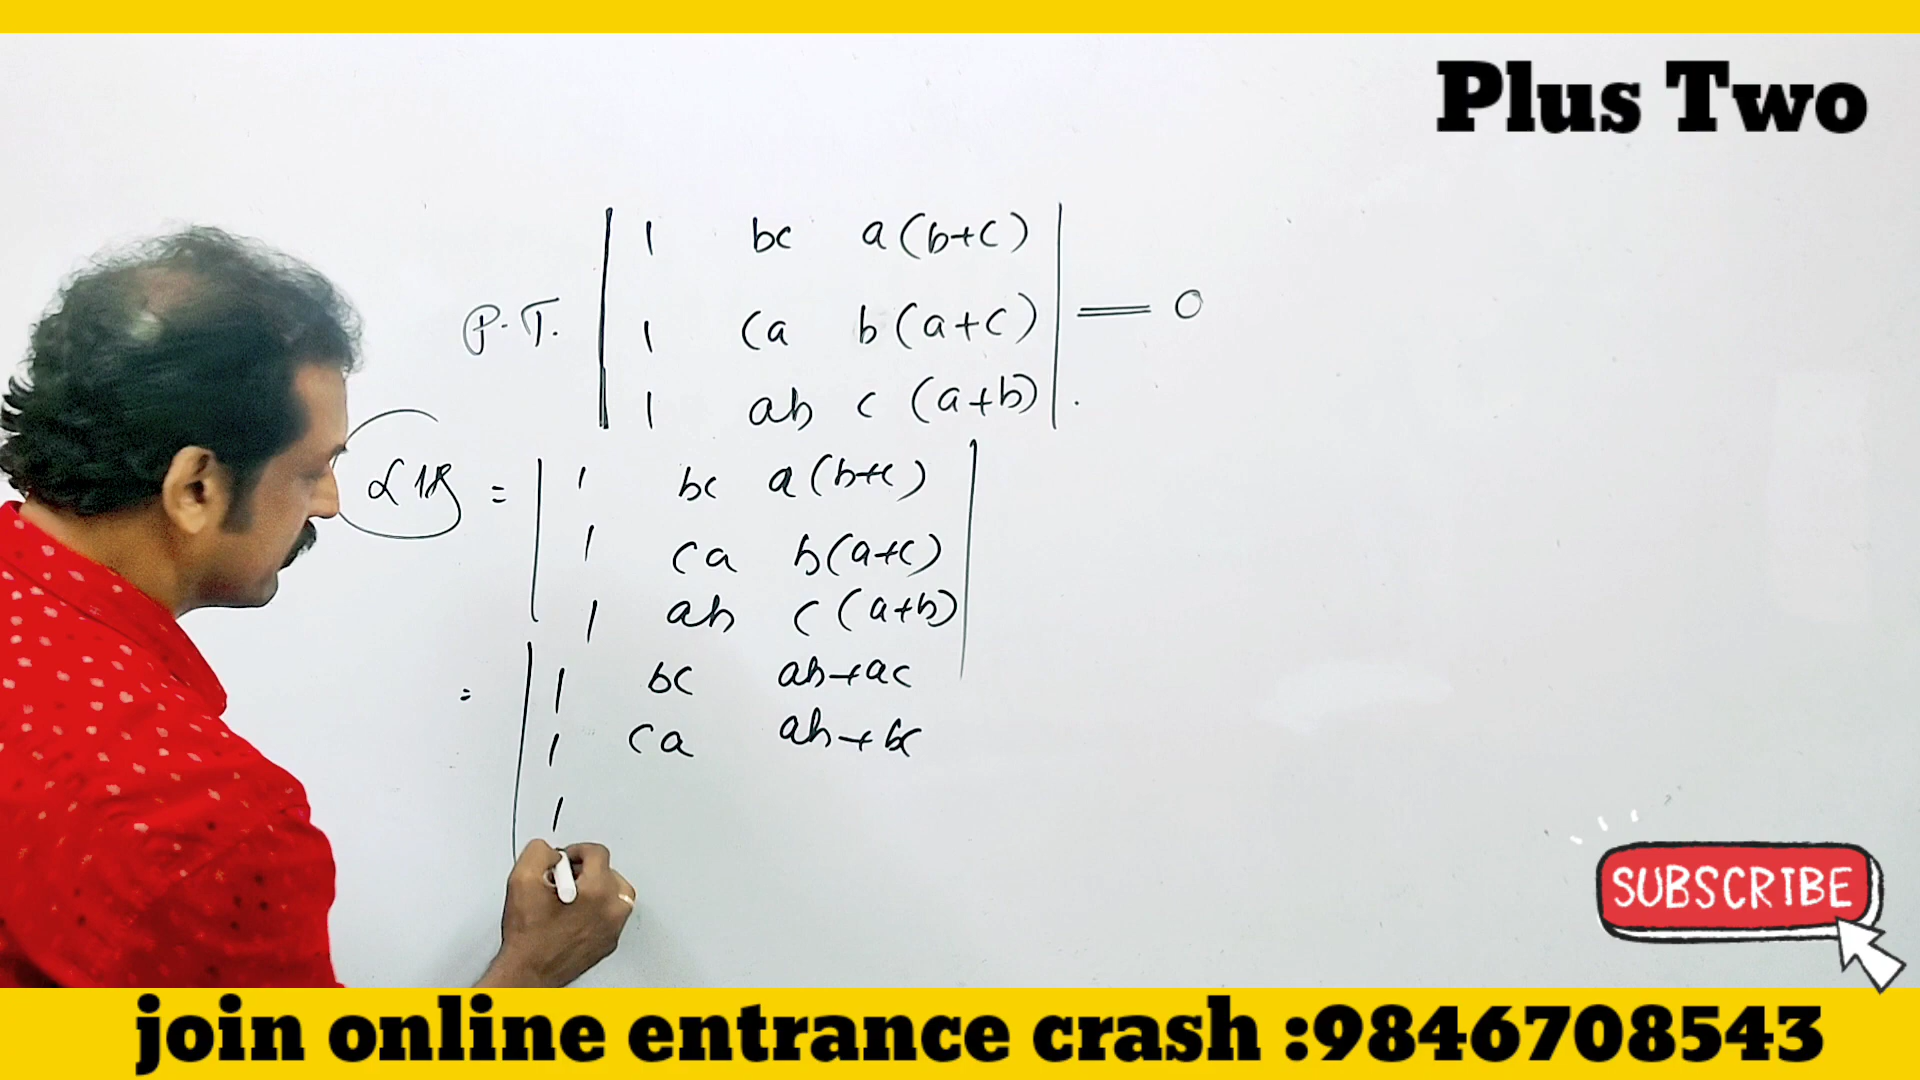 Plus Two
1 bc a(b+c)
P.T. 1 ca b(a+c) = 0
1 ab c(a+b) .
LHS = 1 bc a(b+c)
1 ca b(a+c)
1 ab c(a+b)
= 1 bc ab+ac
1 ca ab+bc
1
SUBSCRIBE
join online entrance crash :9846708543